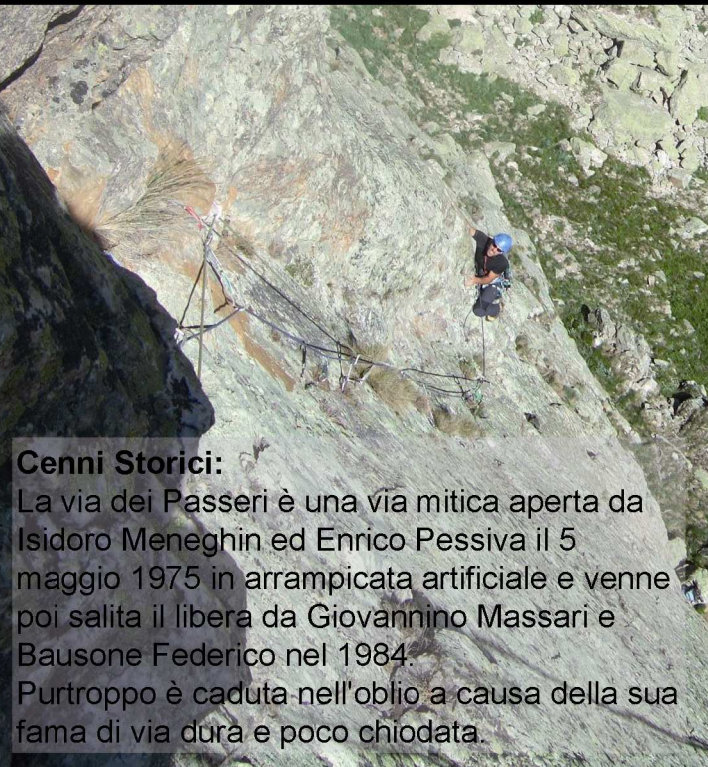 Cenni Storici:
La via dei Passeri è una via mitica aperta da
Isidoro Meneghin ed Enrico Pessiva il 5
maggio 1975 in arrampicata artificiale e venne
poi salita il libera da Giovannino Massari e
Bausone Federico nel 1984.
Purtroppo è caduta nell'oblio a causa della sua
fama di via dura e poco chiodata.